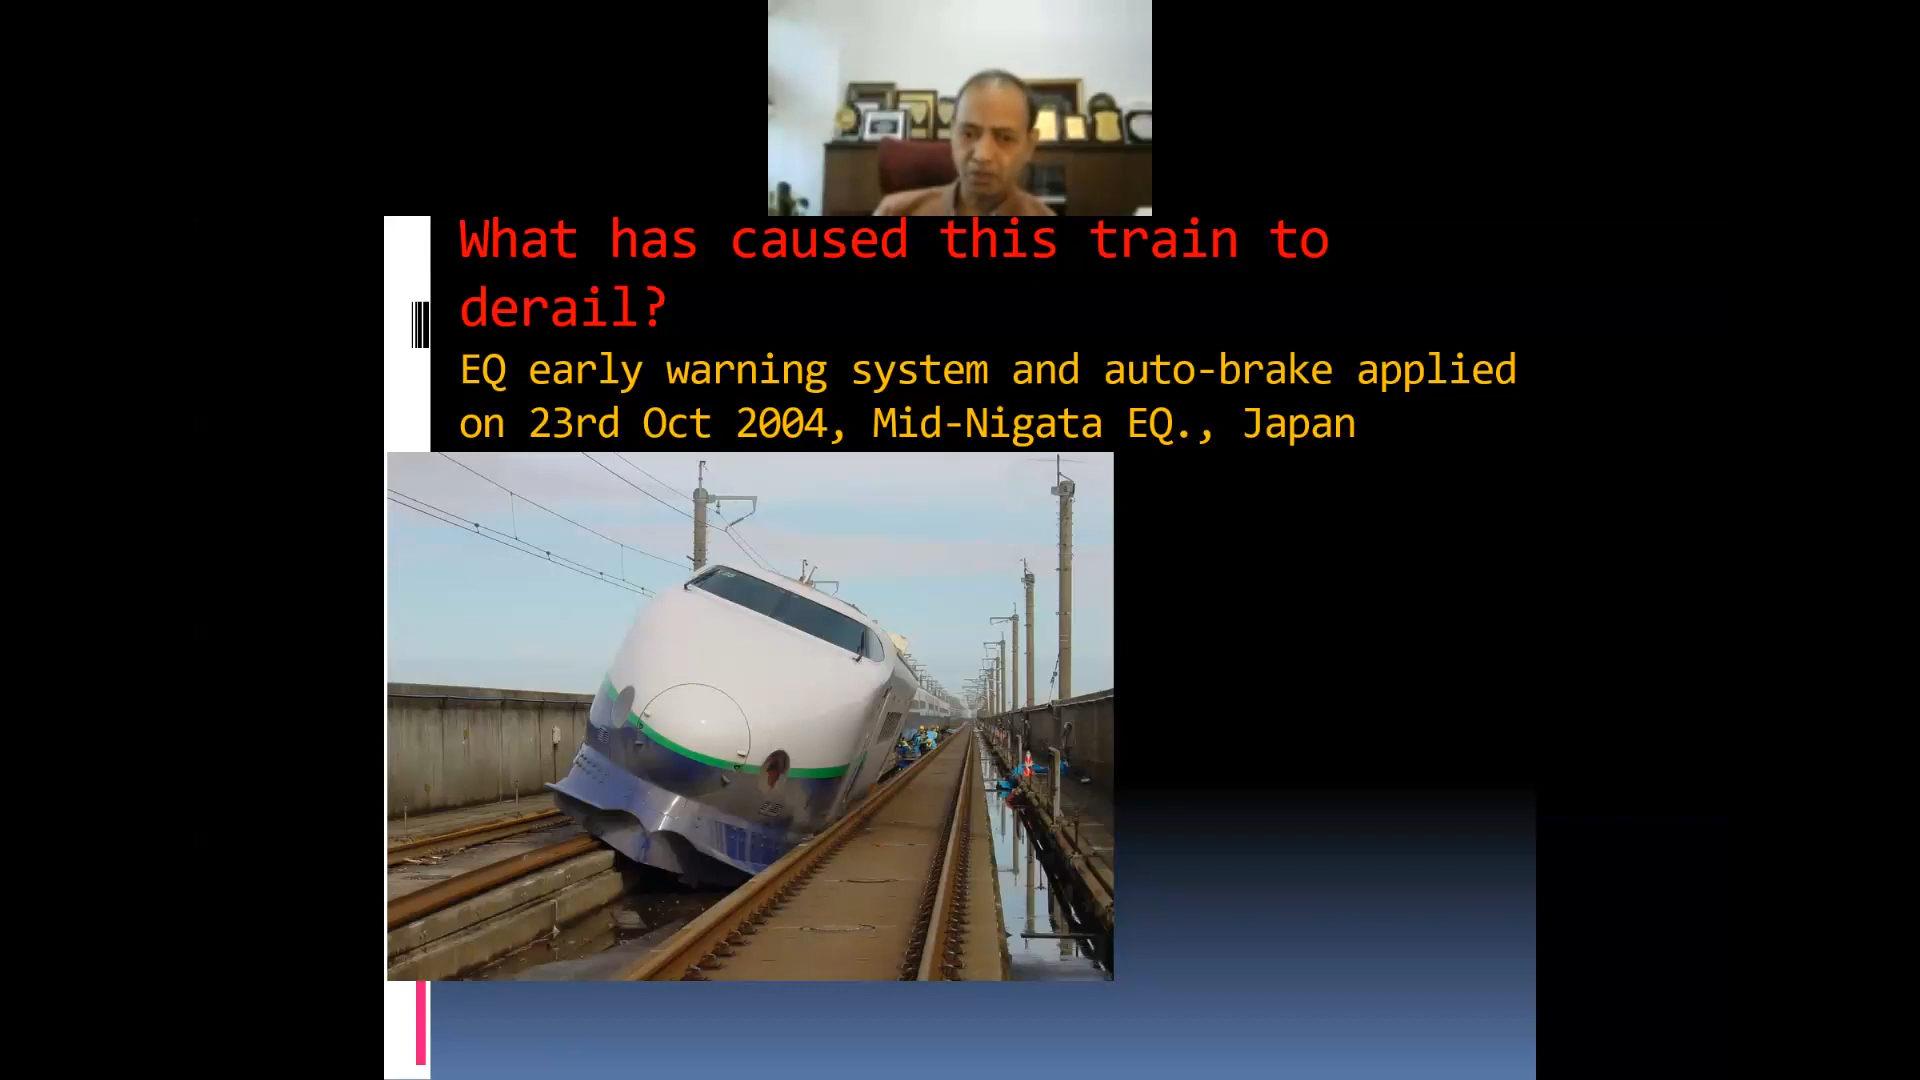 What has caused this train to
derail?
EQ early warning system and auto-brake applied
on 23rd Oct 2004, Mid-Nigata EQ., Japan